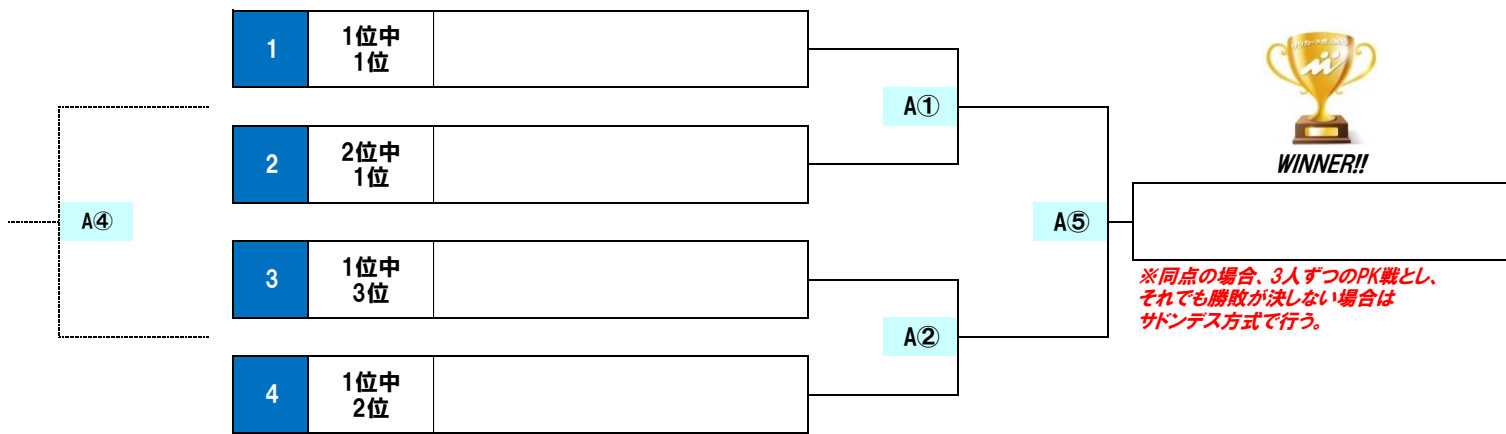 1
1位中
1位
A①
2
2位中
1位
A④
3
1位中
3位
A②
4
1位中
2位
A⑤
WINNER!!
※同点の場合、3人ずつのPK戦とし、
それでも勝敗が決しない場合は
サドンデス方式で行う。